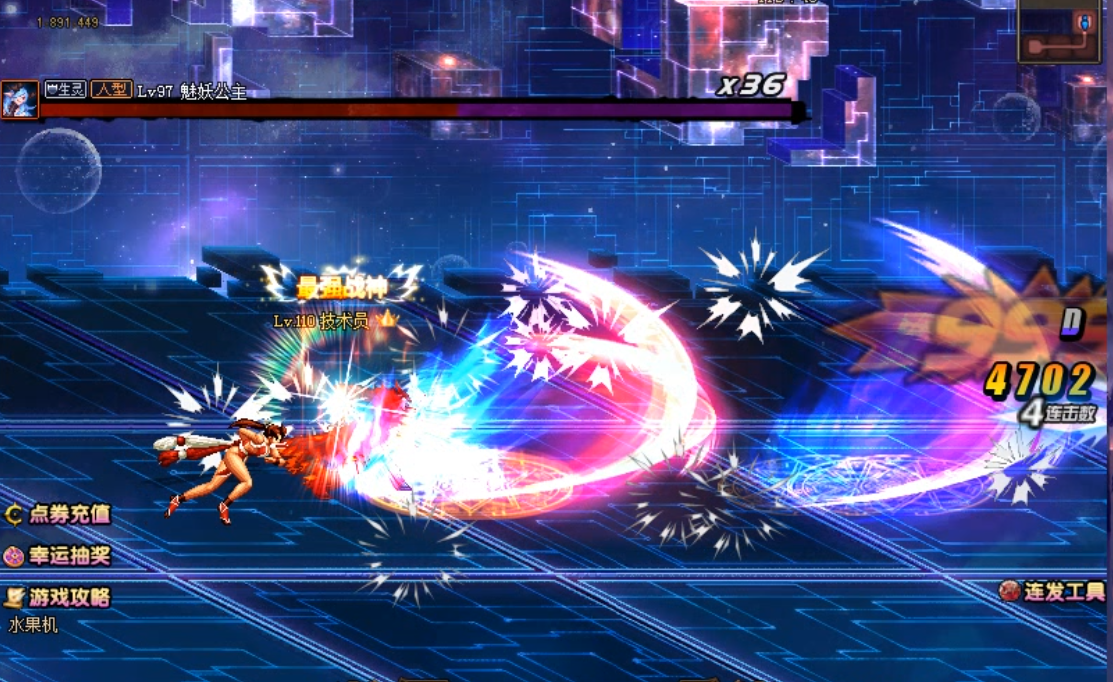 1 891 449
生灵 人型 Lv97 魅妖公主
x36
最强战神
Lv.110 技术员
999
D
4702
4连击数
点券充值
幸运抽奖
游戏攻略
水果机
连发工具